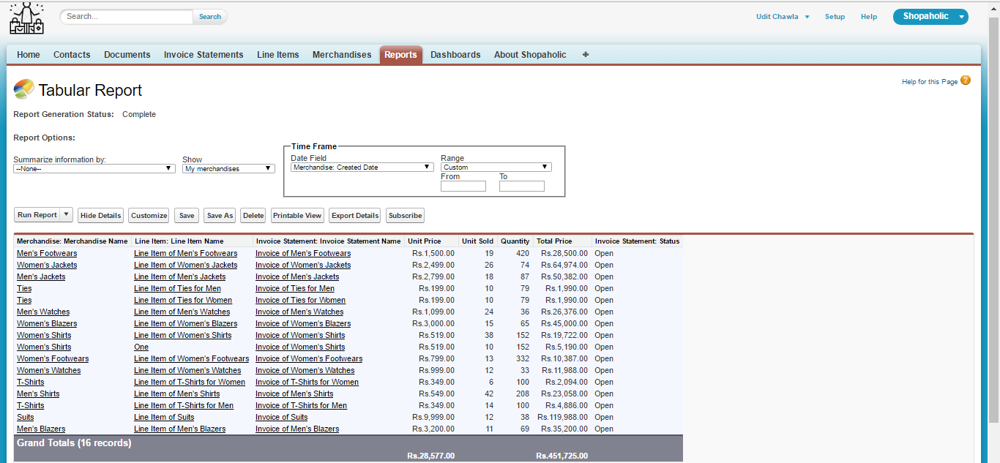 Search... Search Udit Chawla Setup Help Shopaholic
Home Contacts Documents Invoice Statements Line Items Merchandises Reports Dashboards About Shopaholic +
Help for this Page ?
Tabular Report
Report Generation Status: Complete
Report Options:
Time Frame
Summarize information by: Show Date Field Range
--None-- My merchandises Merchandise: Created Date Custom
From To
Run Report Hide Details Customize Save Save As Delete Printable View Export Details Subscribe
Merchandise: Merchandise Name Line Item: Line Item Name Invoice Statement: Invoice Statement Name Unit Price Unit Sold Quantity Total Price Invoice Statement: Status
Men's Footwears Line Item of Men's Footwears Invoice of Men's Footwears Rs.1,500.00 19 420 Rs.28,500.00 Open
Women's Jackets Line Item of Women's Jackets Invoice of Women's Jackets Rs.2,499.00 26 74 Rs.64,974.00 Open
Men's Jackets Line Item of Men's Jackets Invoice of Men's Jackets Rs.2,799.00 18 87 Rs.50,382.00 Open
Ties Line Item of Ties for Men Invoice of Ties for Men Rs.199.00 10 79 Rs.1,990.00 Open
Ties Line Item of Ties for Women Invoice of Ties for Women Rs.199.00 10 79 Rs.1,990.00 Open
Men's Watches Line Item of Men's Watches Invoice of Men's Watches Rs.1,099.00 24 36 Rs.26,376.00 Open
Women's Blazers Line Item of Women's Blazers Invoice of Women's Blazers Rs.3,000.00 15 65 Rs.45,000.00 Open
Women's Shirts Line Item of Women's Shirts Invoice of Women's Shirts Rs.519.00 38 152 Rs.19,722.00 Open
Women's Shirts One Invoice of Women's Shirts Rs.519.00 10 152 Rs.5,190.00 Open
Women's Footwears Line Item of Women's Footwears Invoice of Women's Footwears Rs.799.00 13 332 Rs.10,387.00 Open
Women's Watches Line Item of Women's Watches Invoice of Women's Watches Rs.999.00 12 33 Rs.11,988.00 Open
T-Shirts Line Item of T-Shirts for Women Invoice of T-Shirts for Women Rs.349.00 6 100 Rs.2,094.00 Open
Men's Shirts Line Item of Men's Shirts Invoice of Men's Shirts Rs.549.00 42 208 Rs.23,058.00 Open
T-Shirts Line Item of T-Shirts for Men Invoice of T-Shirts for Men Rs.349.00 14 100 Rs.4,886.00 Open
Suits Line Item of Suits Invoice of Suits Rs.9,999.00 12 38 Rs.119,988.00 Open
Men's Blazers Line Item of Men's Blazers Invoice of Men's Blazers Rs.3,200.00 11 69 Rs.35,200.00 Open
Grand Totals (16 records)
Rs.28,577.00 Rs.451,725.00